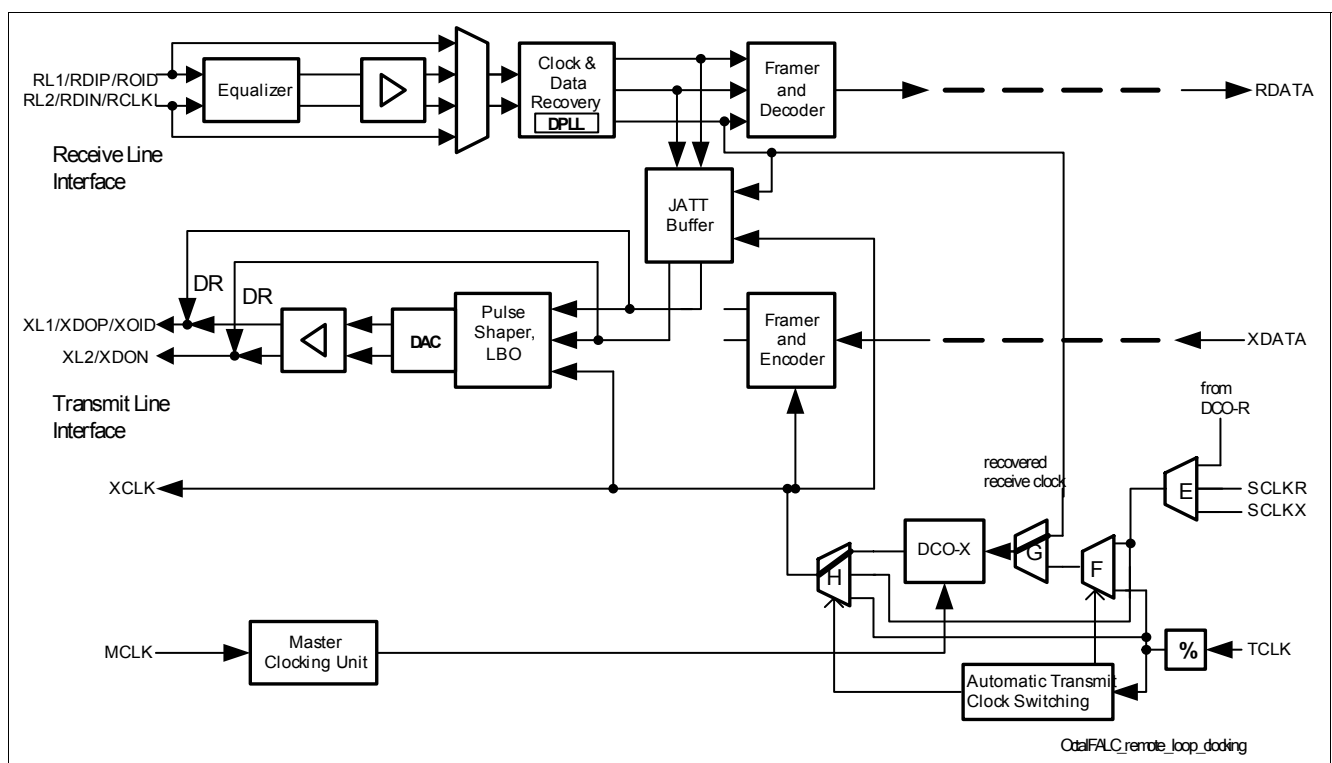 RL1/RDIP/ROID
RL2/RDIN/RCLKI
Equalizer
Clock &
Data
Recovery
DPLL
Framer
and
Decoder
RDATA
Receive Line
Interface
JATT
Buffer
DR
DR
XL1/XDOP/XOID
XL2/XDON
DAC
Pulse
Shaper,
LBO
Framer
and
Encoder
XDATA
Transmit Line
Interface
from
DCO-R
XCLK
recovered
receive clock
E
SCLKR
SCLKX
H
DCO-X
G
F
MCLK
Master
Clocking Unit
%
TCLK
Automatic Transmit
Clock Switching
OctalFALC_remote_loop_clocking